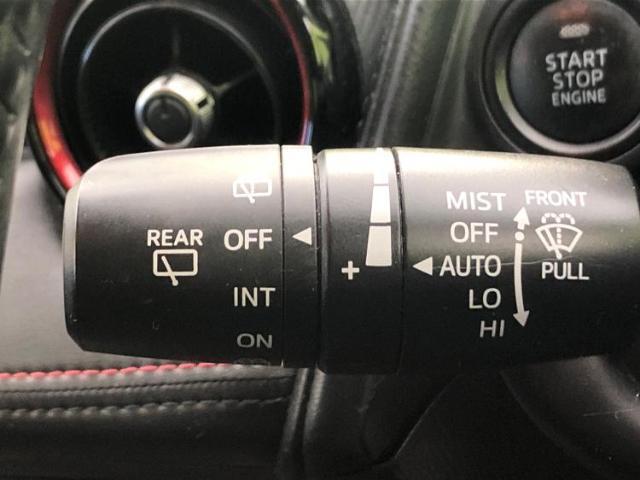 START
STOP
ENGINE
REAR
OFF
INT
ON
+
MIST
OFF
AUTO
LO
HI
FRONT
PULL